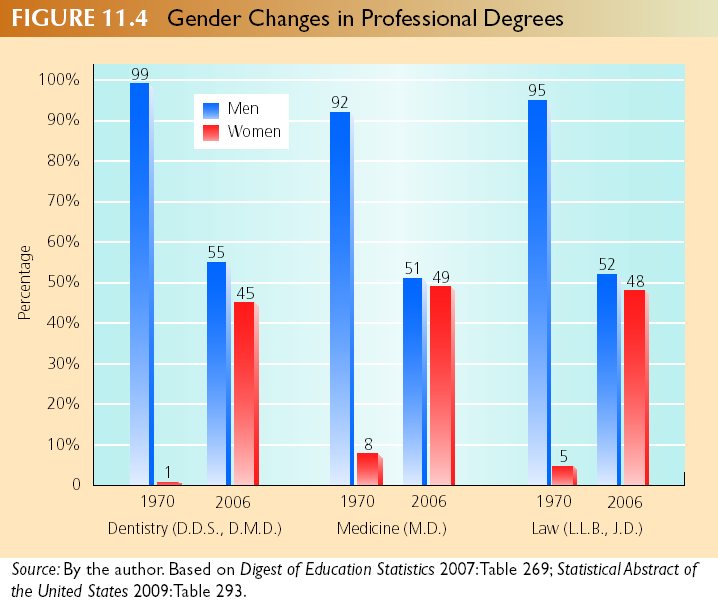 FIGURE 11.4 Gender Changes in Professional Degrees
100%
90%
80%
70%
60%
50%
40%
30%
20%
10%
0
Percentage
Men
Women
99
1
55
45
92
8
51
49
95
5
52
48
1970 2006 1970 2006 1970 2006
Dentistry (D.D.S., D.M.D.) Medicine (M.D.) Law (L.L.B., J.D.)
Source: By the author. Based on Digest of Education Statistics 2007:Table 269; Statistical Abstract of
the United States 2009:Table 293.